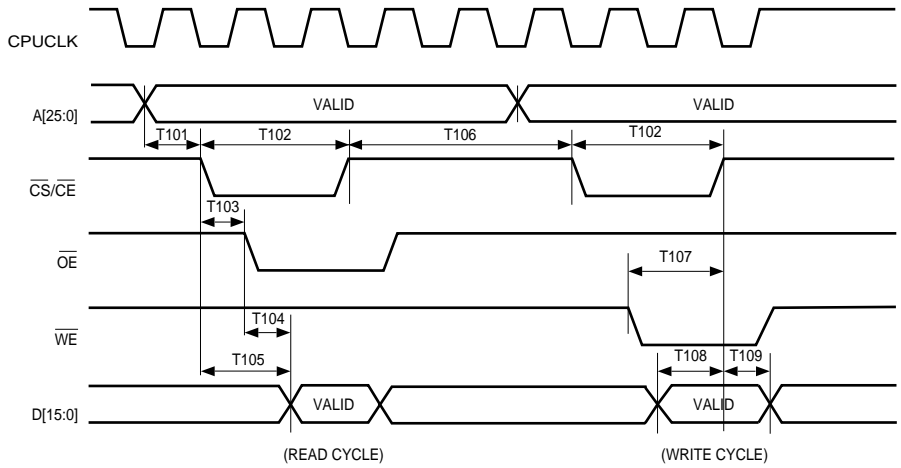 CPUCLK
A[25:0]
VALID
VALID
T101
T102
T106
T102
CS/CE
T103
OE
T107
WE
T104
T105
T108
T109
D[15:0]
VALID
VALID
(READ CYCLE)
(WRITE CYCLE)